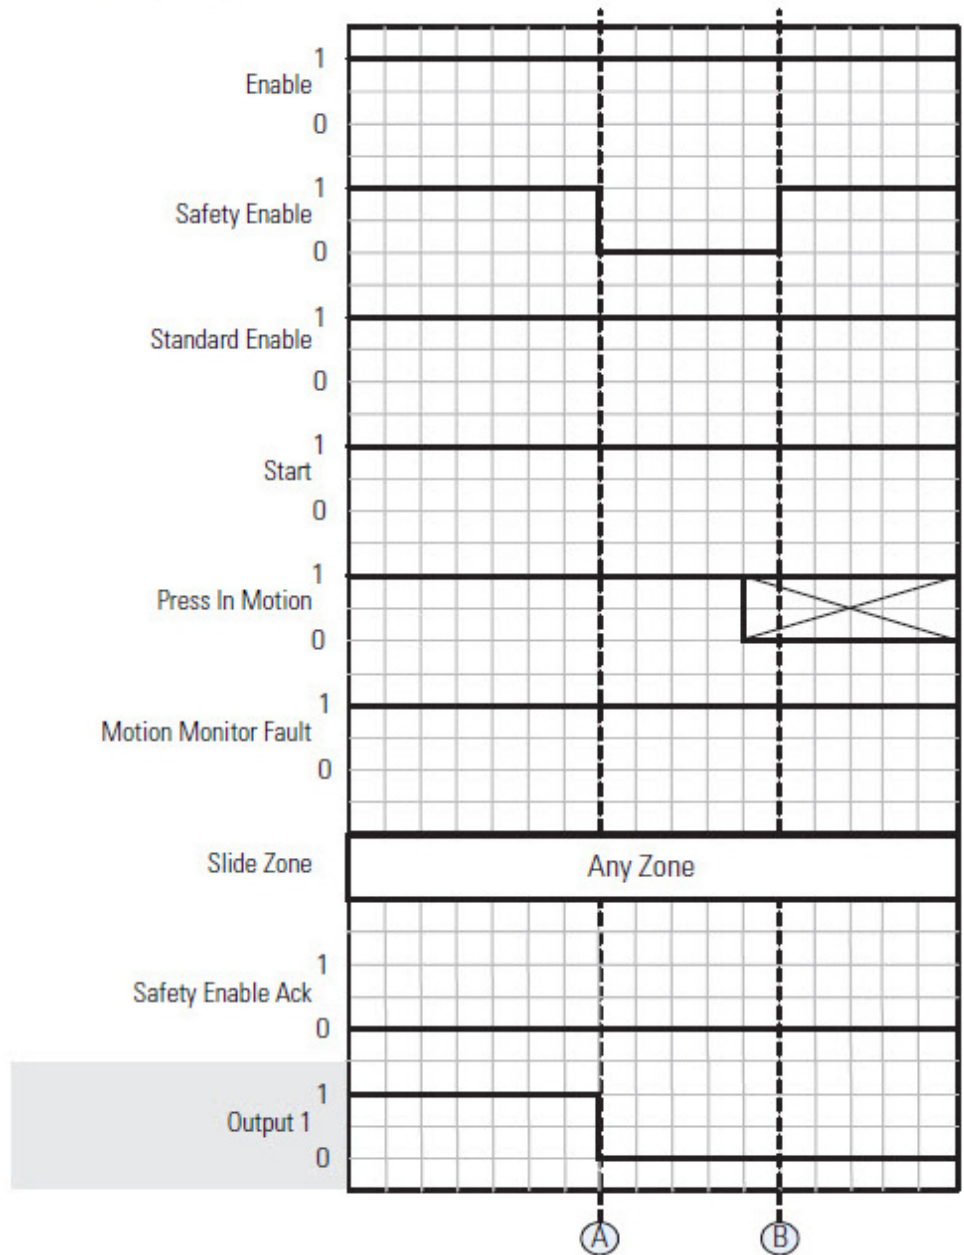 1
Enable
0
1
Safety Enable
0
1
Standard Enable
0
1
Start
0
1
Press In Motion
0
1
Motion Monitor Fault
0
Slide Zone Any Zone
1
Safety Enable Ack
0
1
Output 1
0
A B